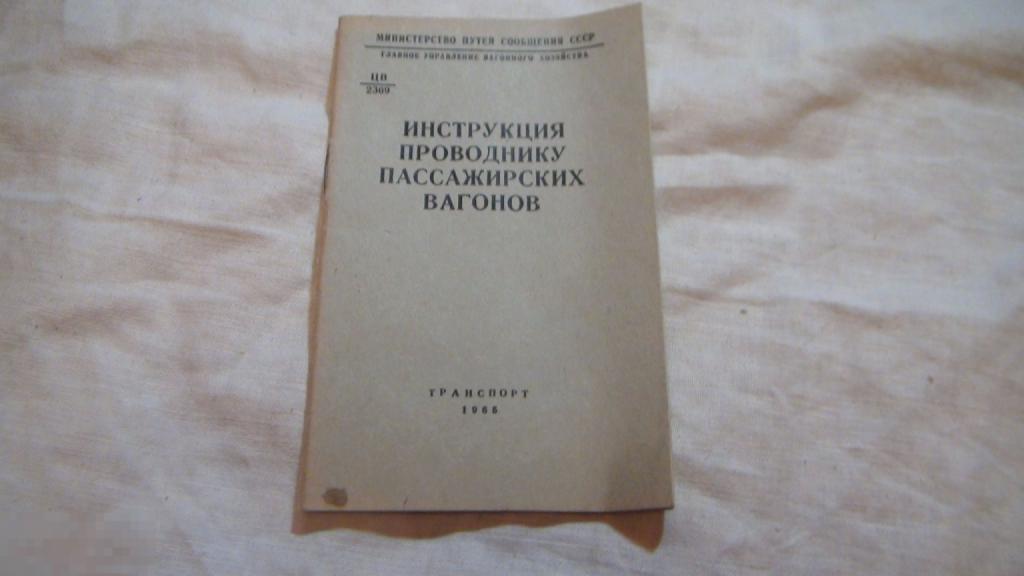 МИНИСТЕРСТВО ПУТЕЙ СООБЩЕНИЯ СССР
ГЛАВНОЕ УПРАВЛЕНИЕ ВАГОННОГО ХОЗЯЙСТВА
ЦВ
2369
ИНСТРУКЦИЯ
ПРОВОДНИКУ
ПАССАЖИРСКИХ
ВАГОНОВ
ТРАНСПОРТ
1966